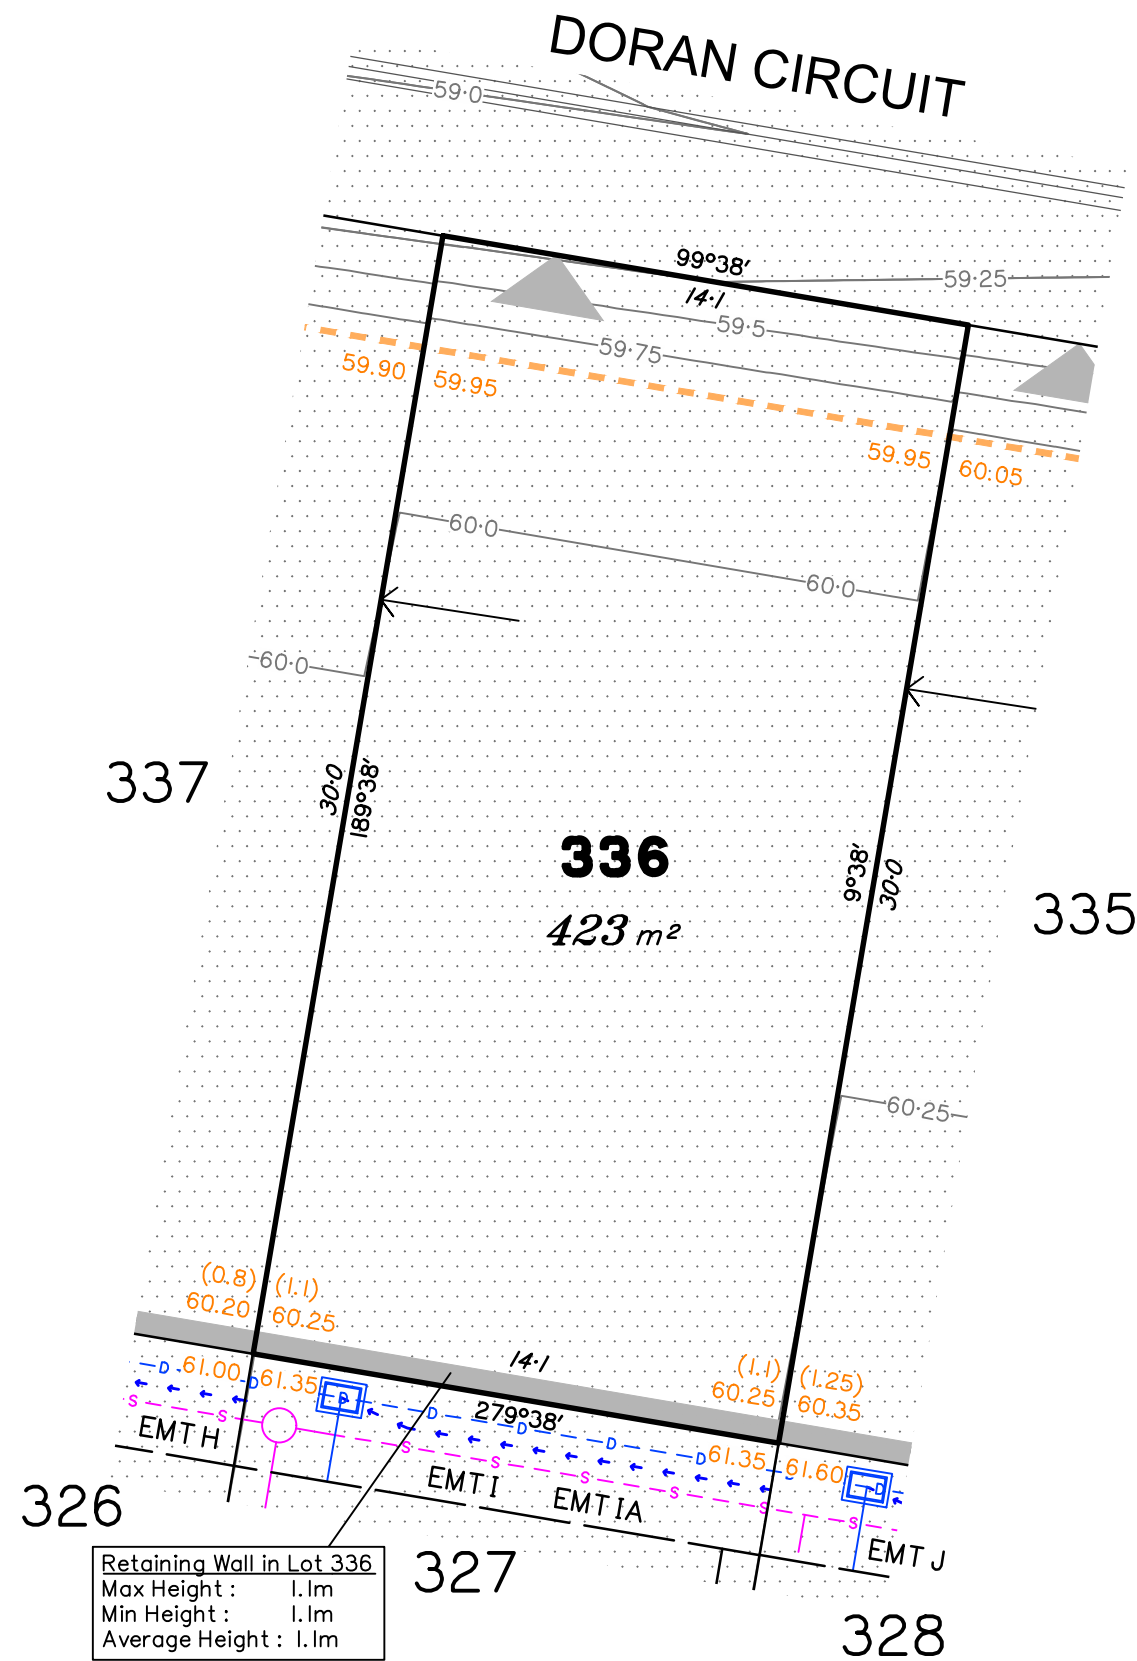 DORAN CIRCUIT
59·0
99°38'
14·1
59·25
59·5
59·75
59.90
59.95
59.95
60.05
60·0
60·0
60·0
337
30·0
189°38'
336
423 m²
9°38'
30·0
335
60·25
(0.8)
(1.1)
60.20
60.25
14·1
(1.1)
(1.25)
60.25
60.35
D
61.00
D
61.35
D
D
279°38'
D
D
D
61.35
D
61.60
D
S
S
S
S
S
S
S
S
EMT H
EMT I
EMT IA
EMT J
326
327
328
Retaining Wall in Lot 336
Max Height : 1.1m
Min Height : 1.1m
Average Height : 1.1m